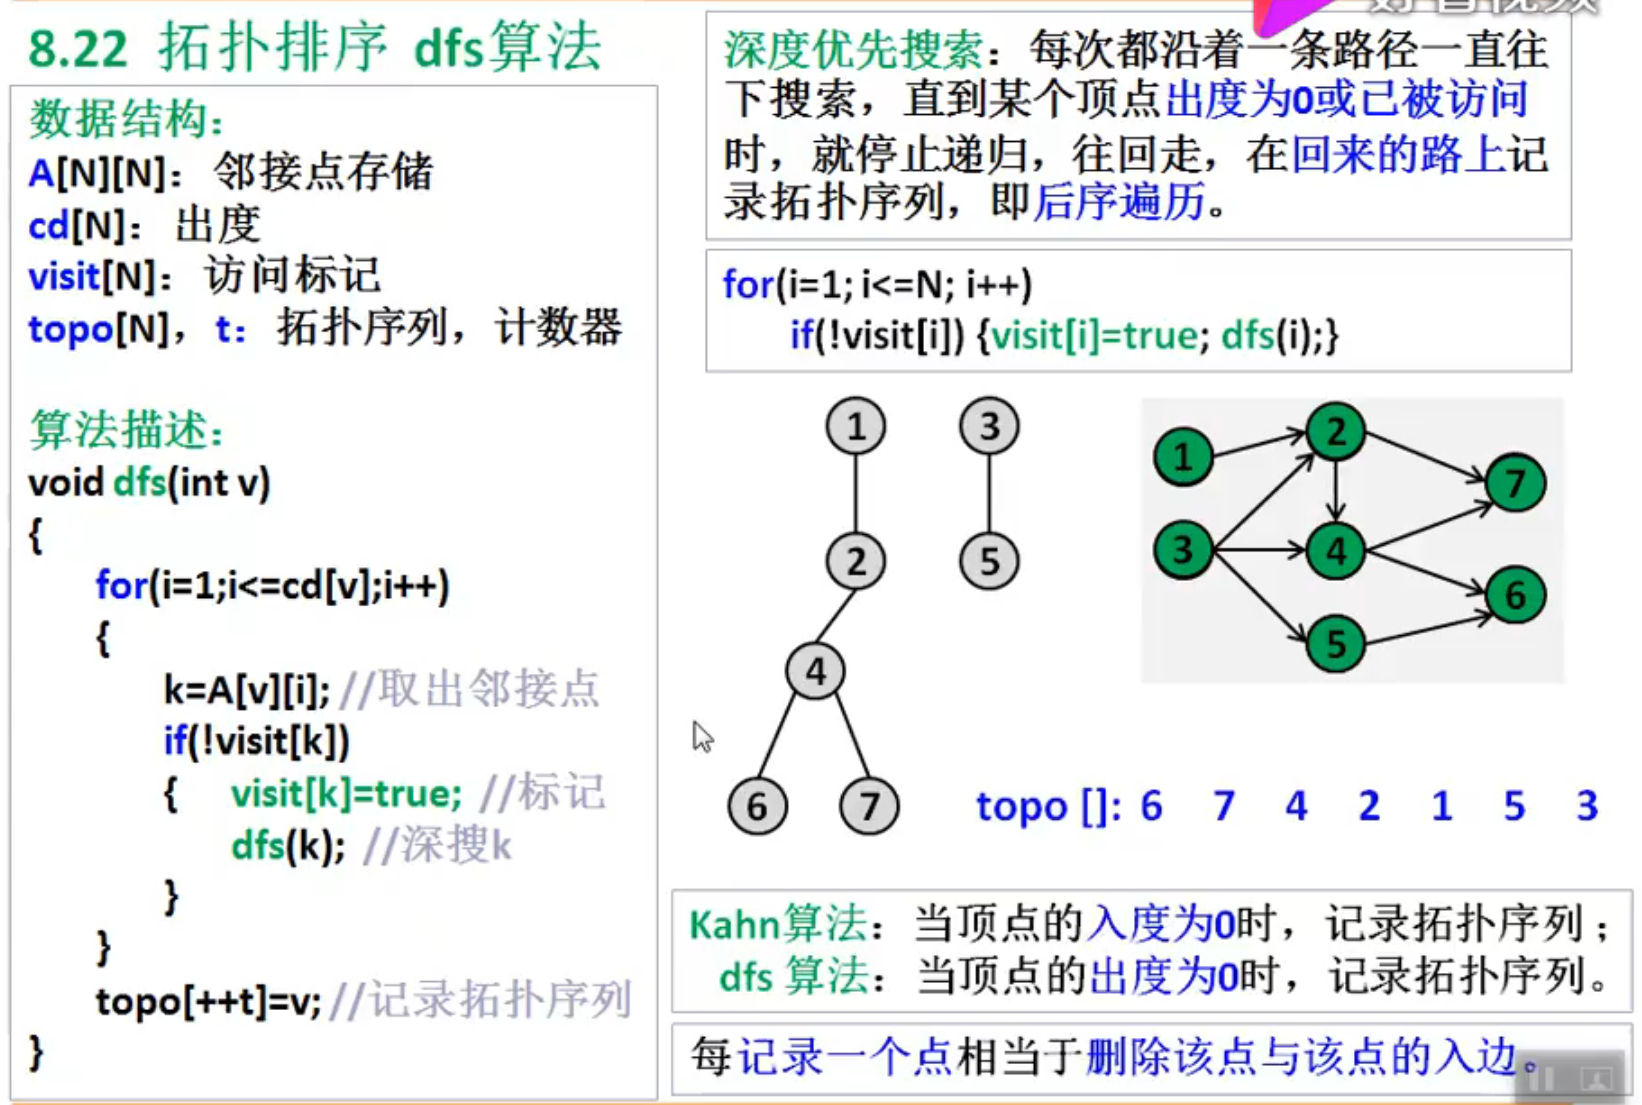 8.22 拓扑排序 dfs算法
数据结构：
A[N][N]：邻接点存储
cd[N]：出度
visit[N]：访问标记
topo[N]，t：拓扑序列，计数器
算法描述：
void dfs(int v)
{
for(i=1;i<=cd[v];i++)
{
k=A[v][i]; //取出邻接点
if(!visit[k])
{ visit[k]=true; //标记
dfs(k); //深搜k
}
}
topo[++t]=v; //记录拓扑序列
}
深度优先搜索：每次都沿着一条路径一直往
下搜索，直到某个顶点出度为0或已被访问
时，就停止递归，往回走，在回来的路上记
录拓扑序列，即后序遍历。
for(i=1; i<=N; i++)
if(!visit[i]) {visit[i]=true; dfs(i);}
1
3
2
5
4
6
7
1
2
7
3
4
6
5
topo []: 6 7 4 2 1 5 3
Kahn算法：当顶点的入度为0时，记录拓扑序列；
dfs 算法：当顶点的出度为0时，记录拓扑序列。
每记录一个点相当于删除该点与该点的入边。